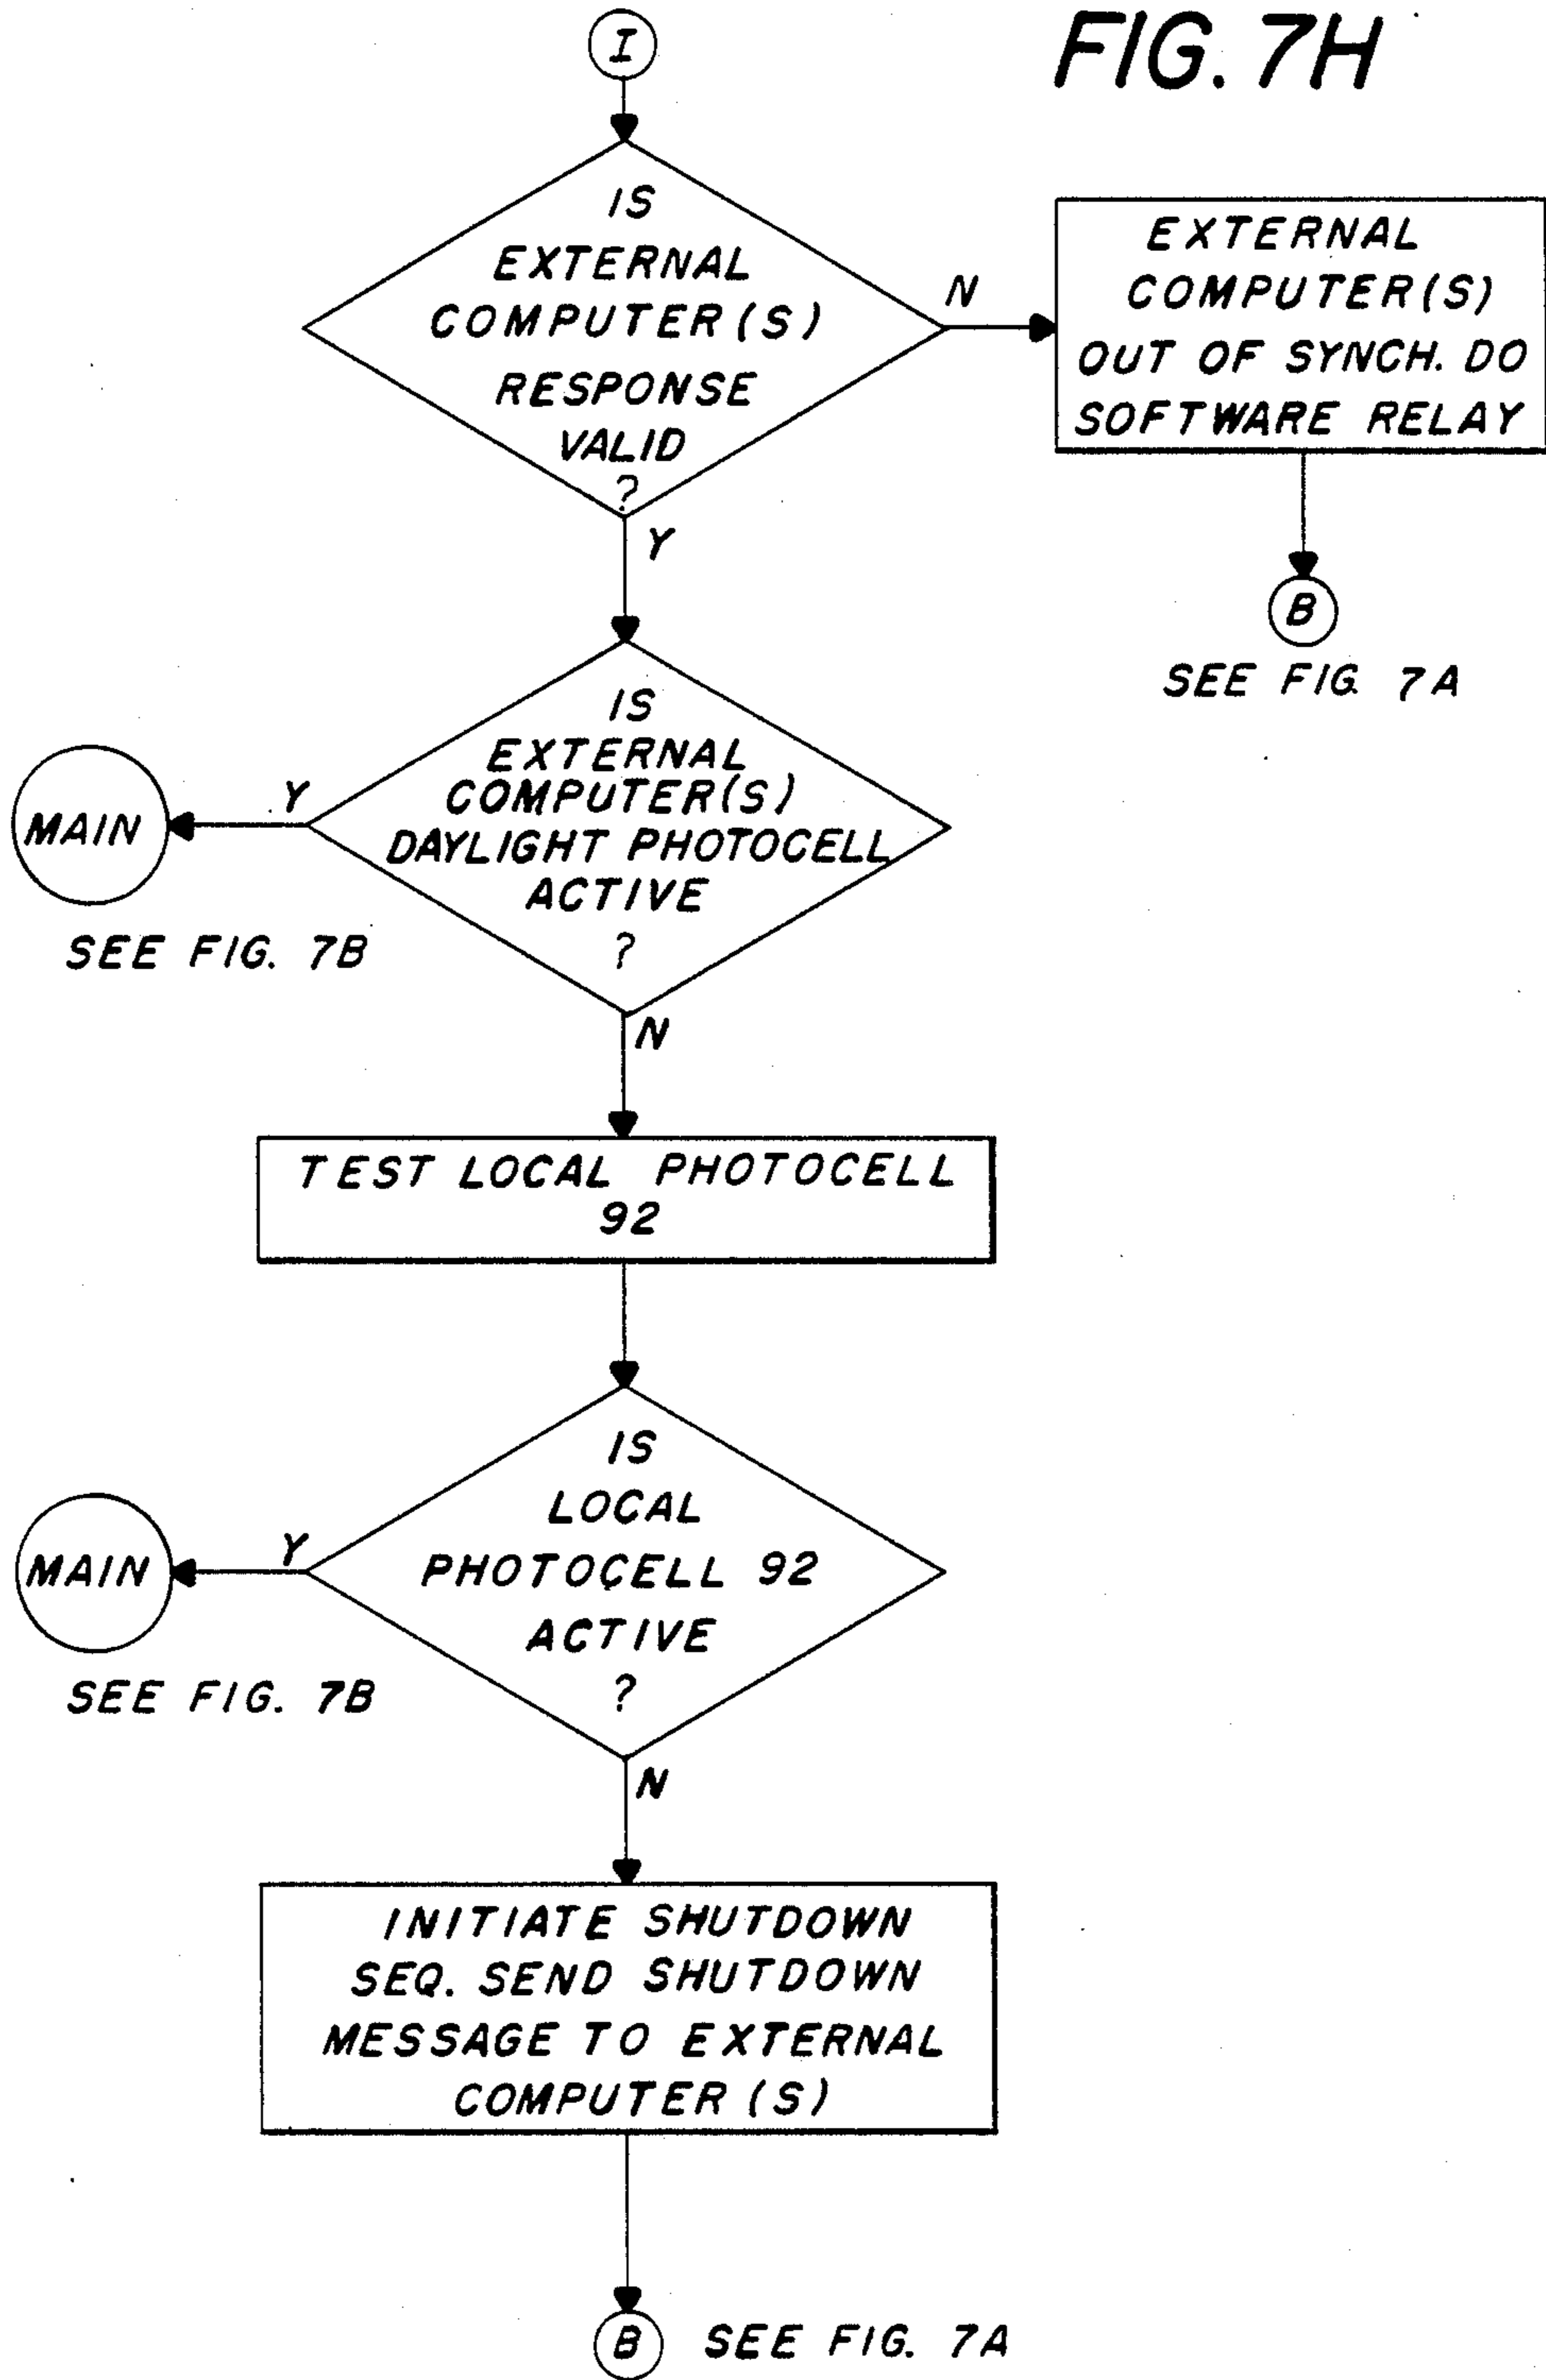 FIG. 7H
I
IS
EXTERNAL
COMPUTER(S)
RESPONSE
VALID
?
N
EXTERNAL
COMPUTER(S)
OUT OF SYNCH. DO
SOFTWARE RELAY
B
SEE FIG. 7A
Y
IS
EXTERNAL
COMPUTER(S)
DAYLIGHT PHOTOCELL
ACTIVE
?
Y
MAIN
SEE FIG. 7B
N
TEST LOCAL PHOTOCELL
92
IS
LOCAL
PHOTOCELL 92
ACTIVE
?
Y
MAIN
SEE FIG. 7B
N
INITIATE SHUTDOWN
SEQ. SEND SHUTDOWN
MESSAGE TO EXTERNAL
COMPUTER (S)
B
SEE FIG. 7A